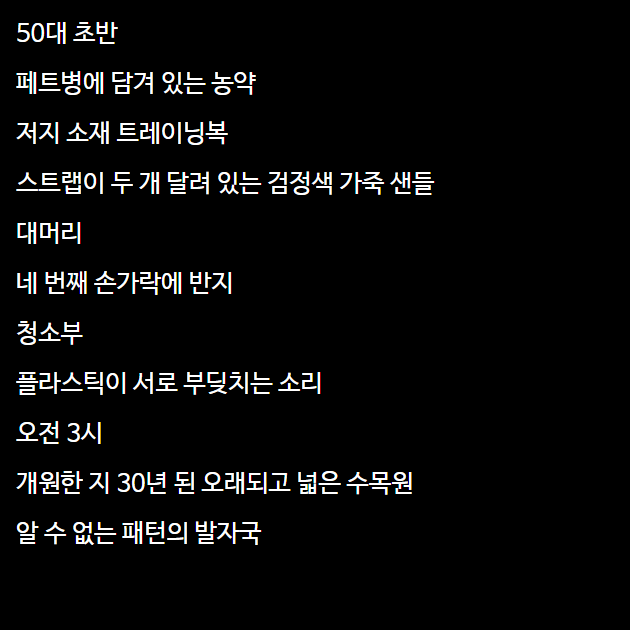 50대 초반
페트병에 담겨 있는 농약
저지 소재 트레이닝복
스트랩이 두 개 달려 있는 검정색 가죽 샌들
대머리
네 번째 손가락에 반지
청소부
플라스틱이 서로 부딪치는 소리
오전 3시
개원한 지 30년 된 오래되고 넓은 수목원
알 수 없는 패턴의 발자국